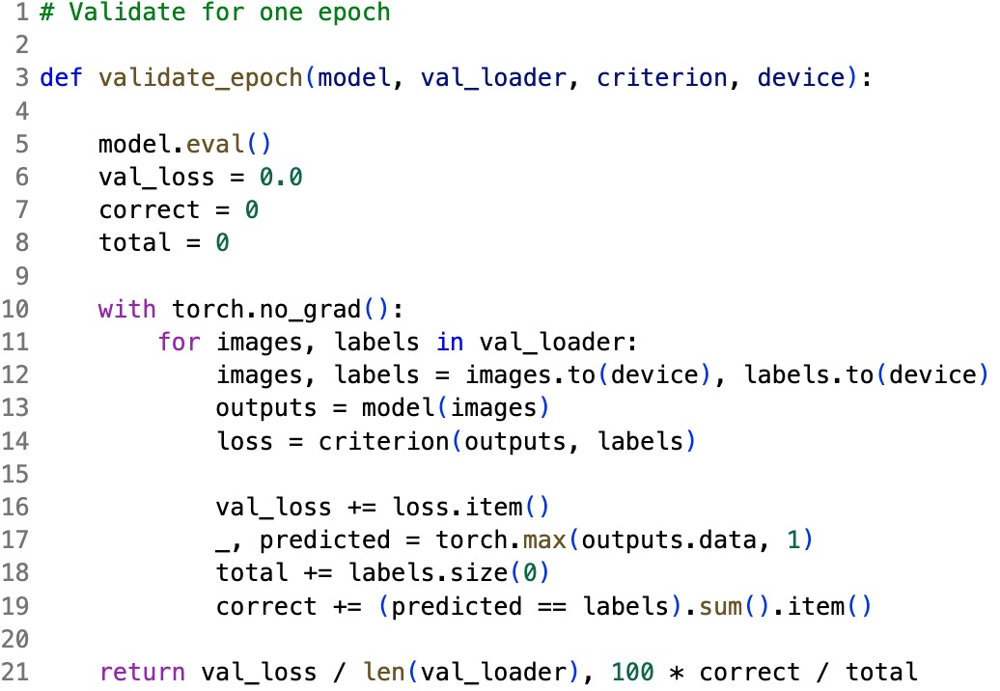 1 # Validate for one epoch
2
3 def validate_epoch(model, val_loader, criterion, device):
4
5     model.eval()
6     val_loss = 0.0
7     correct = 0
8     total = 0
9
10     with torch.no_grad():
11         for images, labels in val_loader:
12             images, labels = images.to(device), labels.to(device)
13             outputs = model(images)
14             loss = criterion(outputs, labels)
15
16             val_loss += loss.item()
17             _, predicted = torch.max(outputs.data, 1)
18             total += labels.size(0)
19             correct += (predicted == labels).sum().item()
20
21     return val_loss / len(val_loader), 100 * correct / total